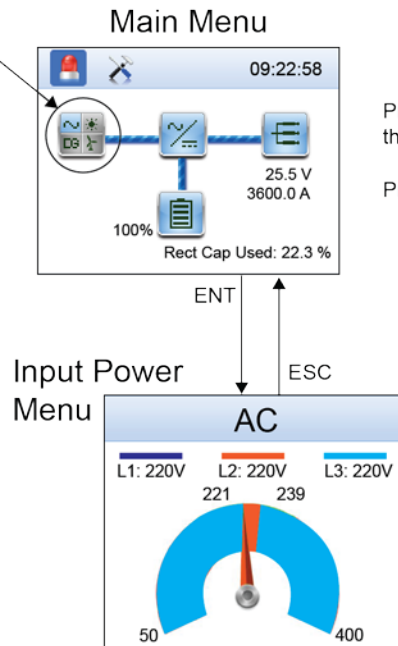 Main Menu
09:22:58
P
th
DG
25.5 V
3600.0 A
P
100%
Rect Cap Used: 22.3 %
ENT
ESC
Input Power
Menu
AC
L1: 220V L2: 220V L3: 220V
221 239
50 400